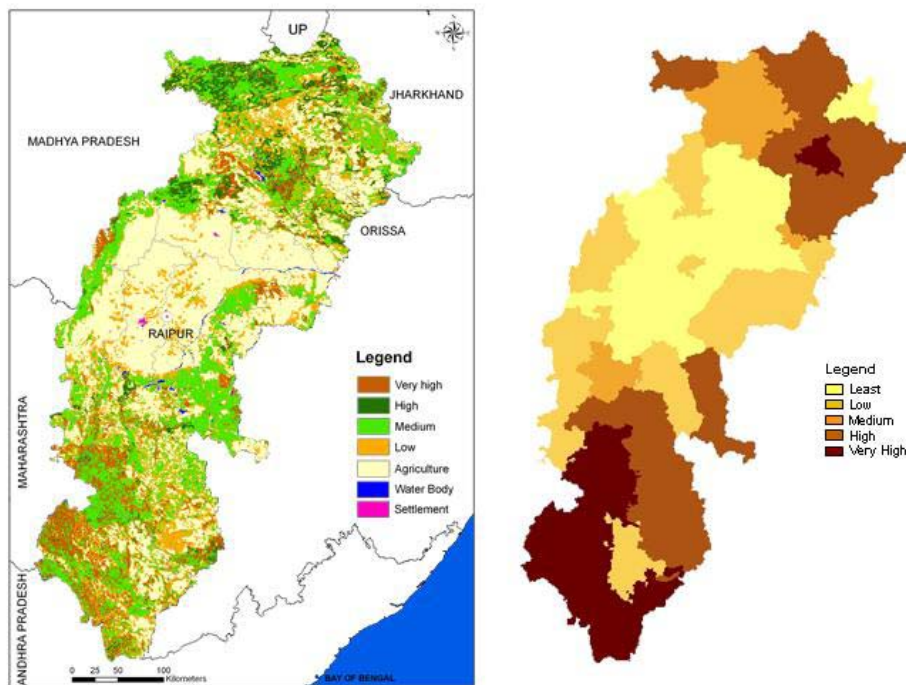 UP
JHARKHAND
MADHYA PRADESH
ORISSA
RAIPUR
MAHARASHTRA
ANDHRA PRADESH
Legend
Very high
High
Medium
Low
Agriculture
Water Body
Settlement
0 25 50 100
Kilometers
BAY OF BENGAL
Legend
Least
Low
Medium
High
Very High